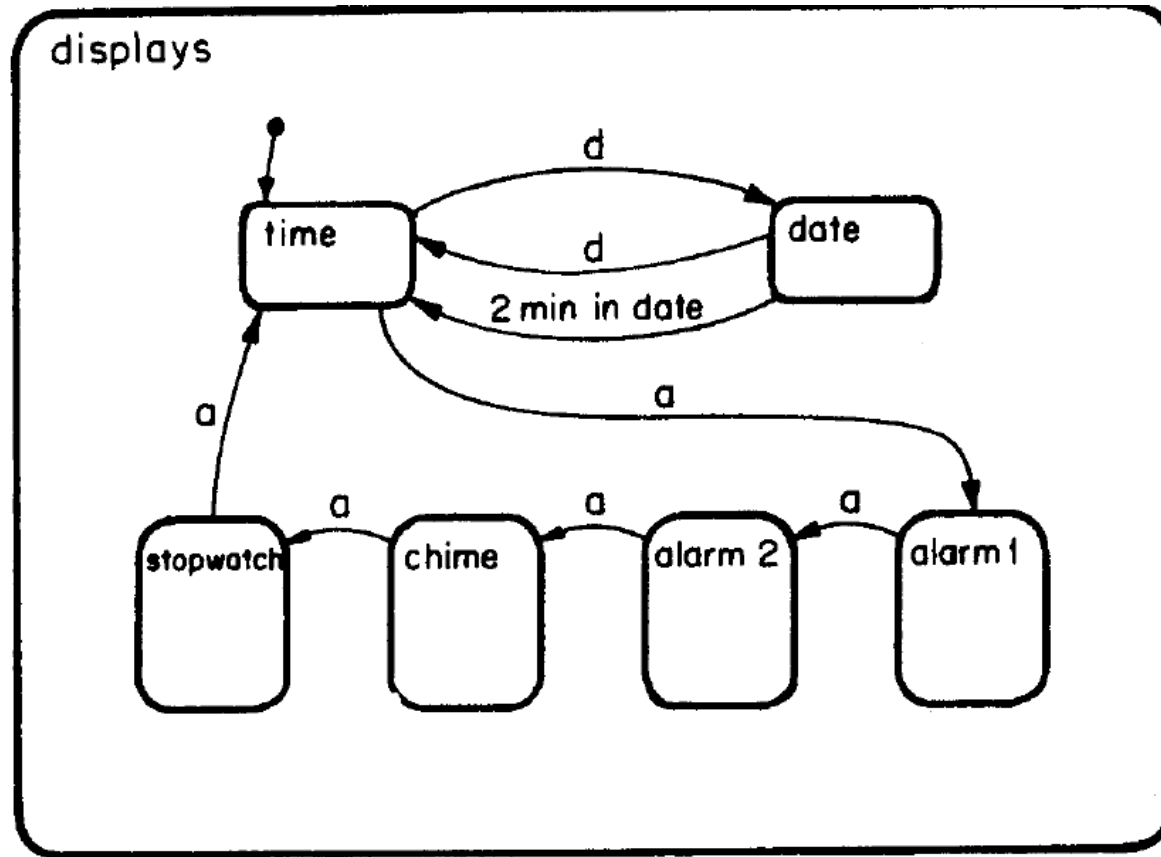 displays
d
time
date
d
2 min in date
a
a
a
a
a
stopwatch
chime
alarm 2
alarm 1